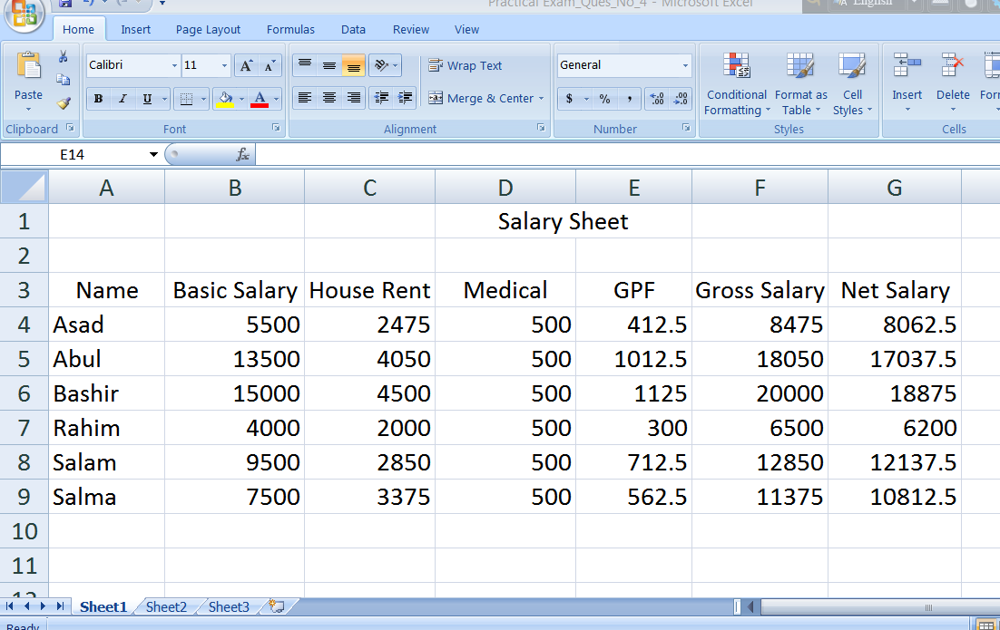 Practical Exam_Ques_No_4 - Microsoft Excel
English
Home Insert Page Layout Formulas Data Review View
Calibri 11 A A Wrap Text General
Paste B I U A Merge & Center $ % , .0 .00 .00 .0 Conditional Formatting Format as Table Cell Styles Insert Delete
Clipboard Font Alignment Number Styles Cells
E14 fx
A B C D E F G
1 Salary Sheet
2
3 Name Basic Salary House Rent Medical GPF Gross Salary Net Salary
4 Asad 5500 2475 500 412.5 8475 8062.5
5 Abul 13500 4050 500 1012.5 18050 17037.5
6 Bashir 15000 4500 500 1125 20000 18875
7 Rahim 4000 2000 500 300 6500 6200
8 Salam 9500 2850 500 712.5 12850 12137.5
9 Salma 7500 3375 500 562.5 11375 10812.5
10
11
Sheet1 Sheet2 Sheet3
Ready